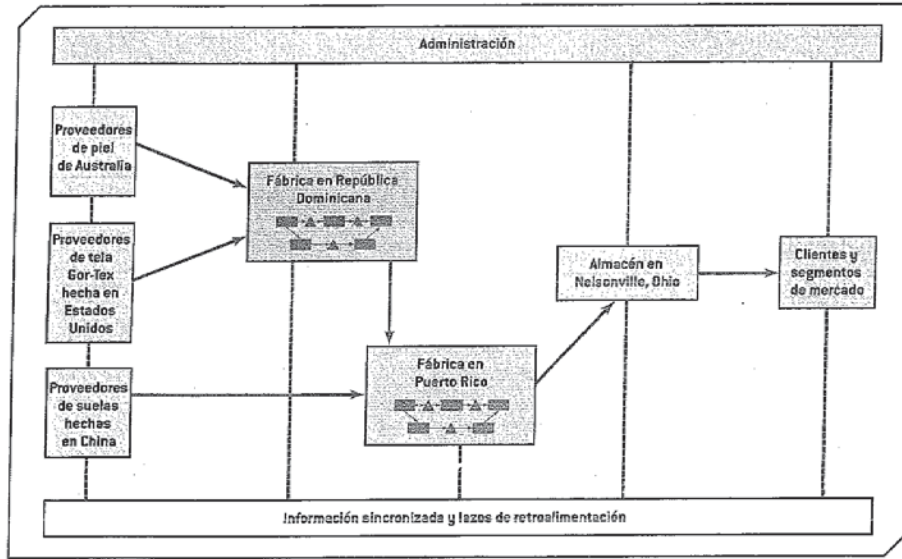 Administración
Proveedores
de piel
de Australia
Fábrica en República
Dominicana
Proveedores
de tela
Gor-Tex
hecha en
Estados
Unidos
Almacén en
Nelsonville, Ohio
Clientes y
segmentos
de mercado
Fábrica en
Puerto Rico
Proveedores
de suelas
hechas
en China
Información sincronizada y lazos de retroalimentación